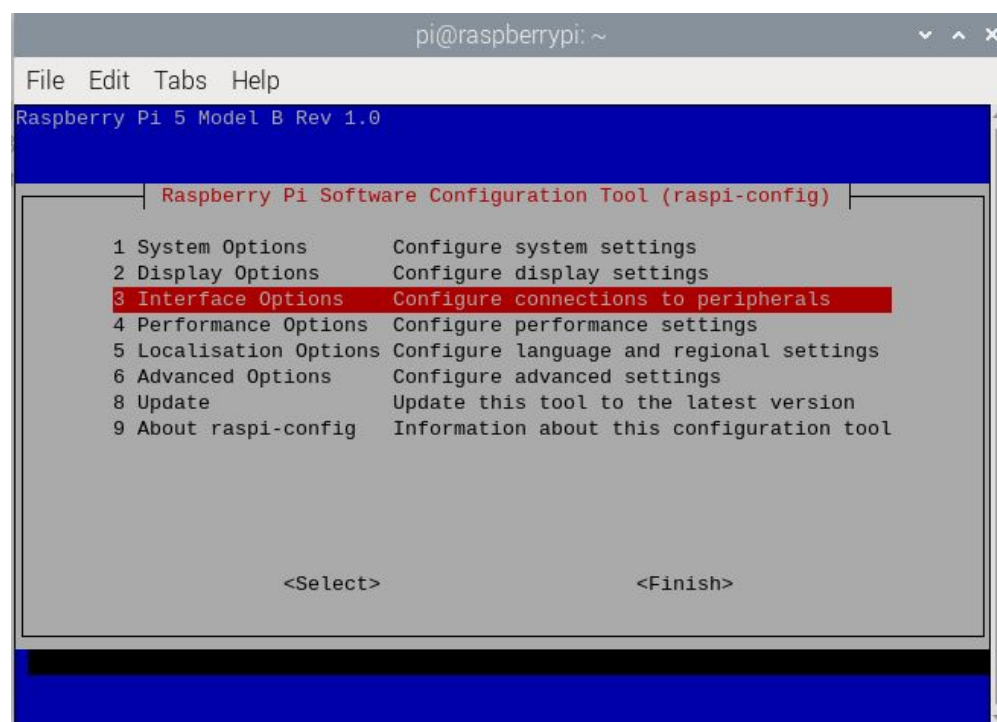 pi@raspberrypi: ~
File Edit Tabs Help
Raspberry Pi 5 Model B Rev 1.0
Raspberry Pi Software Configuration Tool (raspi-config)
1 System Options Configure system settings
2 Display Options Configure display settings
3 Interface Options Configure connections to peripherals
4 Performance Options Configure performance settings
5 Localisation Options Configure language and regional settings
6 Advanced Options Configure advanced settings
8 Update Update this tool to the latest version
9 About raspi-config Information about this configuration tool
<Select> <Finish>